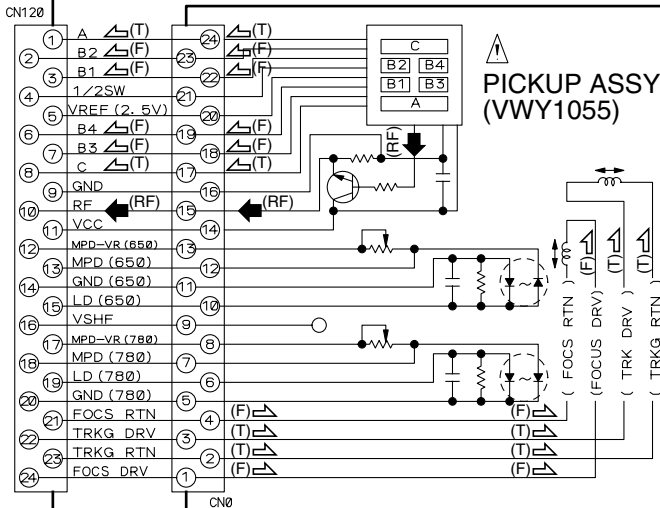 CN120
1 A (T) 24 (T)
2 B2 (F) 23 (F)
3 B1 (F) 22 (F)
4 1/2SW 21
5 VREF (2. 5V) 20
6 B4 (F) 19 (F)
7 B3 (F) 18 (F)
8 C (T) 17 (T)
9 GND 16
10 RF (RF) 15 (RF)
11 VCC 14
12 MPD-VR (650) 13
13 MPD (650) 12
14 GND (650) 11
15 LD (650) 10
16 VSHF 9
17 MPD-VR (780) 8
18 MPD (780) 7
19 LD (780) 6
20 GND (780) 5
21 FOCS RTN 4 (F) (F)
22 TRKG DRV 3 (T) (T)
23 TRKG RTN 2 (T) (T)
24 FOCS DRV 1 (F) (F)
CN0
C
B2 B4
B1 B3
A
(RF)
PICKUP ASSY
(VWY1055)
(F) (T) (T)
( FOCS RTN )
(FOCUS DRV)
( TRK DRV )
( TRKG RTN )